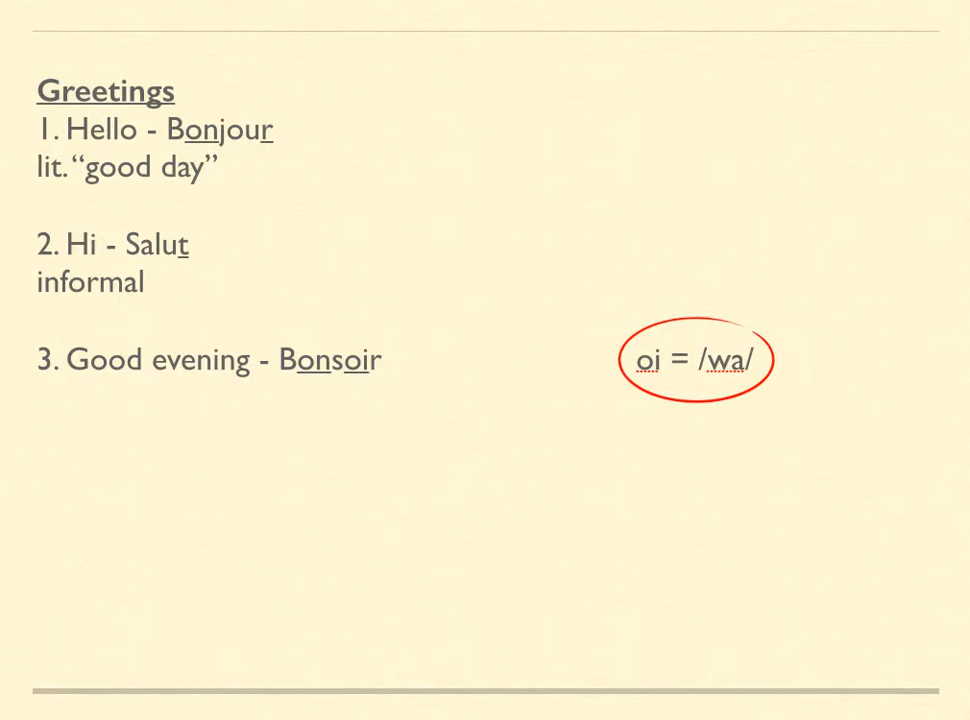 Greetings
1. Hello - Bonjour
lit. “good day”
2. Hi - Salut
informal
3. Good evening - Bonsoir
oi = /wa/